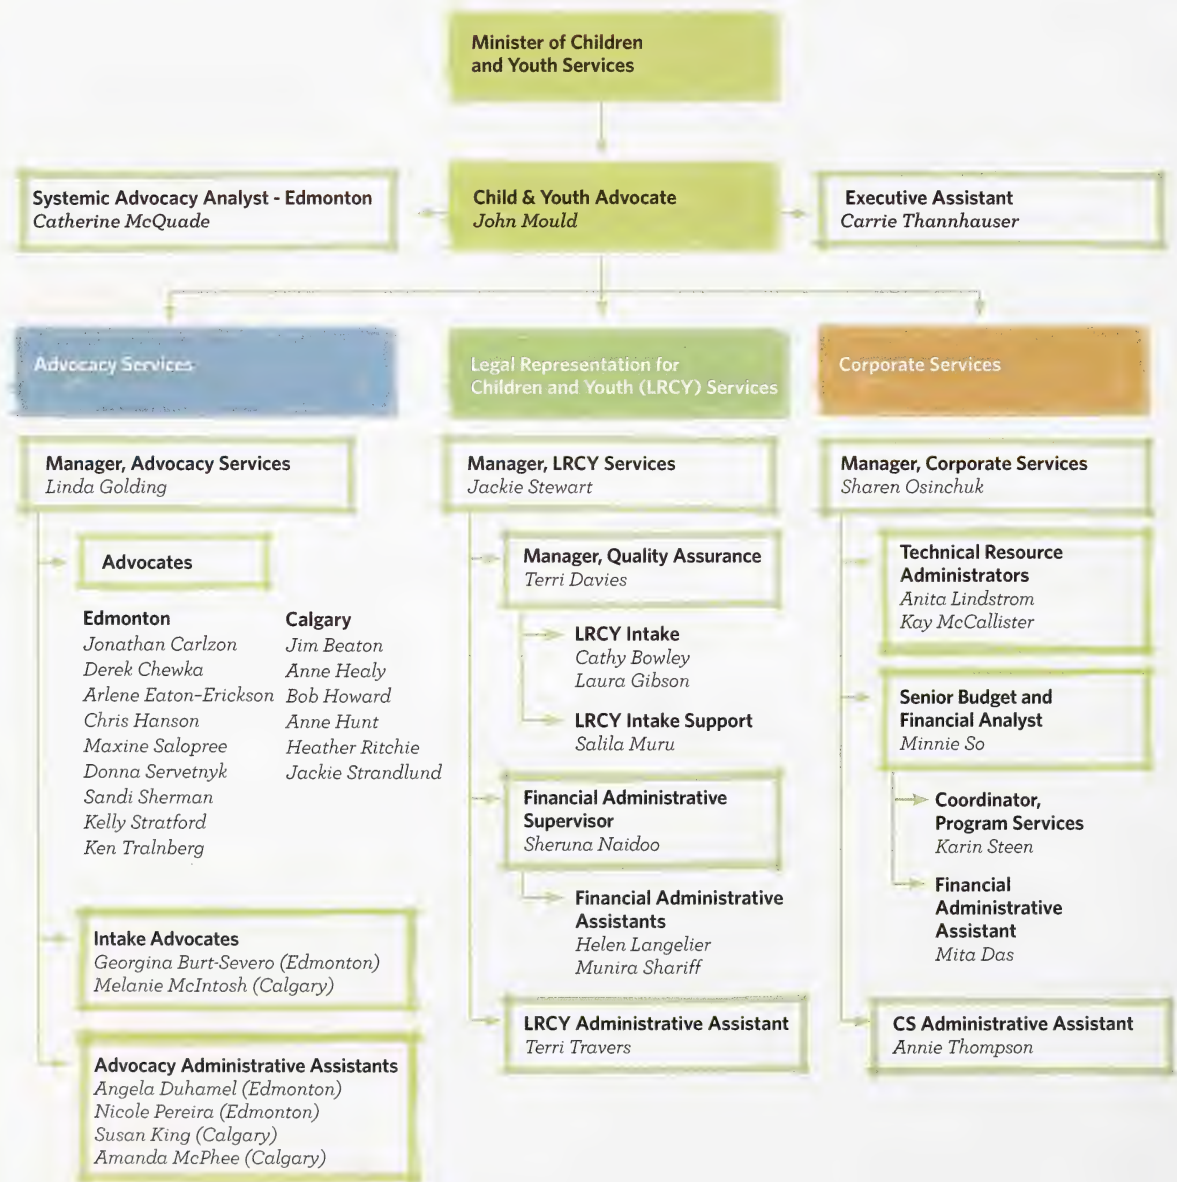 Minister of Children
and Youth Services
Systemic Advocacy Analyst - Edmonton
Catherine McQuade
Child & Youth Advocate
John Mould
Executive Assistant
Carrie Thannhauser
Advocacy Services
Legal Representation for
Children and Youth (LRCY) Services
Corporate Services
Manager, Advocacy Services
Linda Golding
Advocates
Edmonton
Jonathan Carlzon
Derek Chewka
Arlene Eaton-Erickson
Chris Hanson
Maxine Salopree
Donna Servetnyk
Sandi Sherman
Kelly Stratford
Ken Tralnberg
Calgary
Jim Beaton
Anne Healy
Bob Howard
Anne Hunt
Heather Ritchie
Jackie Strandlund
Intake Advocates
Georgina Burt-Severo (Edmonton)
Melanie McIntosh (Calgary)
Advocacy Administrative Assistants
Angela Duhamel (Edmonton)
Nicole Pereira (Edmonton)
Susan King (Calgary)
Amanda McPhee (Calgary)
Manager, LRCY Services
Jackie Stewart
Manager, Quality Assurance
Terri Davies
LRCY Intake
Cathy Bowley
Laura Gibson
LRCY Intake Support
Salila Muru
Financial Administrative
Supervisor
Sheruna Naidoo
Financial Administrative
Assistants
Helen Langelier
Munira Shariff
LRCY Administrative Assistant
Terri Travers
Manager, Corporate Services
Sharen Osinchuk
Technical Resource
Administrators
Anita Lindstrom
Kay McCallister
Senior Budget and
Financial Analyst
Minnie So
Coordinator,
Program Services
Karin Steen
Financial
Administrative
Assistant
Mita Das
CS Administrative Assistant
Annie Thompson